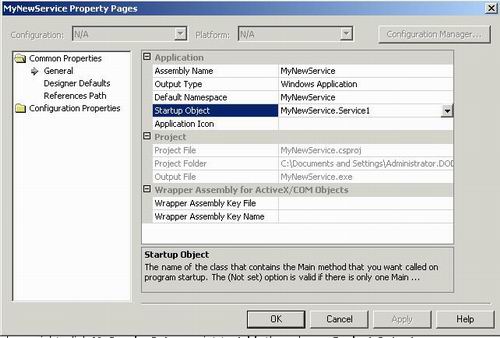 MyNewService Property Pages
Configuration: N/A Platform: N/A Configuration Manager...
Common Properties
General
Designer Defaults
References Path
Configuration Properties
Application
Assembly Name MyNewService
Output Type Windows Application
Default Namespace MyNewService
Startup Object MyNewService.Service1
Application Icon
Project
Project File MyNewService.csproj
Project Folder C:\Documents and Settings\Administrator.DOD
Output File MyNewService.exe
Wrapper Assembly for ActiveX/COM Objects
Wrapper Assembly Key File
Wrapper Assembly Key Name
Startup Object
The name of the class that contains the Main method that you want called on
program startup. The (Not set) option is valid if there is only one Main ...
OK Cancel Apply Help